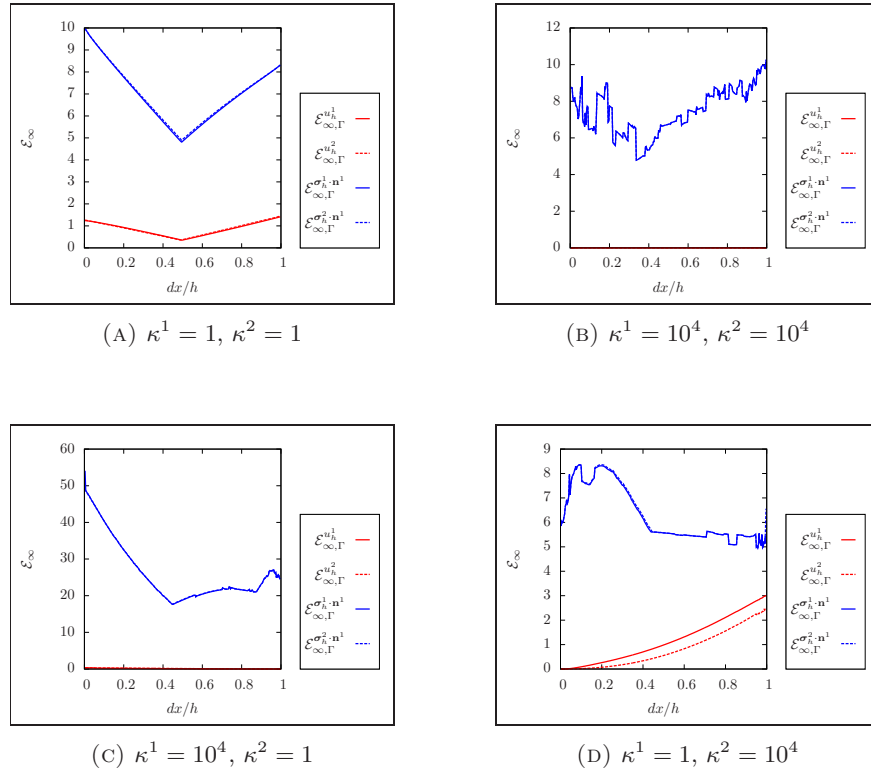 10
9
8
7
6
5
4
3
2
1
0
0 0.2 0.4 0.6 0.8 1
ℰ∞
dx/h
ℰ^{u_h^1}_{∞,Γ}
ℰ^{u_h^2}_{∞,Γ}
ℰ^{σ_h^1·n^1}_{∞,Γ}
ℰ^{σ_h^2·n^1}_{∞,Γ}
(A) κ¹ = 1, κ² = 1
12
10
8
6
4
2
0
0 0.2 0.4 0.6 0.8 1
ℰ∞
dx/h
ℰ^{u_h^1}_{∞,Γ}
ℰ^{u_h^2}_{∞,Γ}
ℰ^{σ_h^1·n^1}_{∞,Γ}
ℰ^{σ_h^2·n^1}_{∞,Γ}
(B) κ¹ = 10⁴, κ² = 10⁴
60
50
40
30
20
10
0
0 0.2 0.4 0.6 0.8 1
ℰ∞
dx/h
ℰ^{u_h^1}_{∞,Γ}
ℰ^{u_h^2}_{∞,Γ}
ℰ^{σ_h^1·n^1}_{∞,Γ}
ℰ^{σ_h^2·n^1}_{∞,Γ}
(C) κ¹ = 10⁴, κ² = 1
9
8
7
6
5
4
3
2
1
0
0 0.2 0.4 0.6 0.8 1
ℰ∞
dx/h
ℰ^{u_h^1}_{∞,Γ}
ℰ^{u_h^2}_{∞,Γ}
ℰ^{σ_h^1·n^1}_{∞,Γ}
ℰ^{σ_h^2·n^1}_{∞,Γ}
(D) κ¹ = 1, κ² = 10⁴